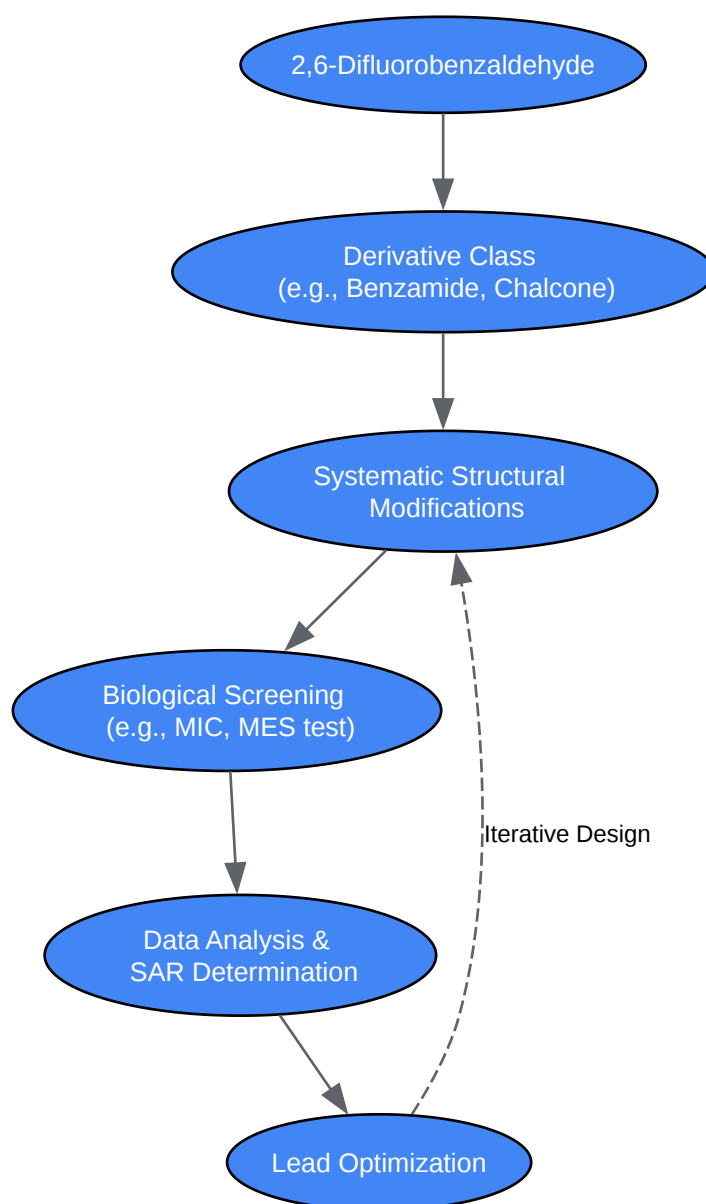 2,6-Difluorobenzaldehyde
Derivative Class
(e.g., Benzamide, Chalcone)
Systematic Structural
Modifications
Biological Screening
(e.g., MIC, MES test)
Iterative Design
Data Analysis &
SAR Determination
Lead Optimization